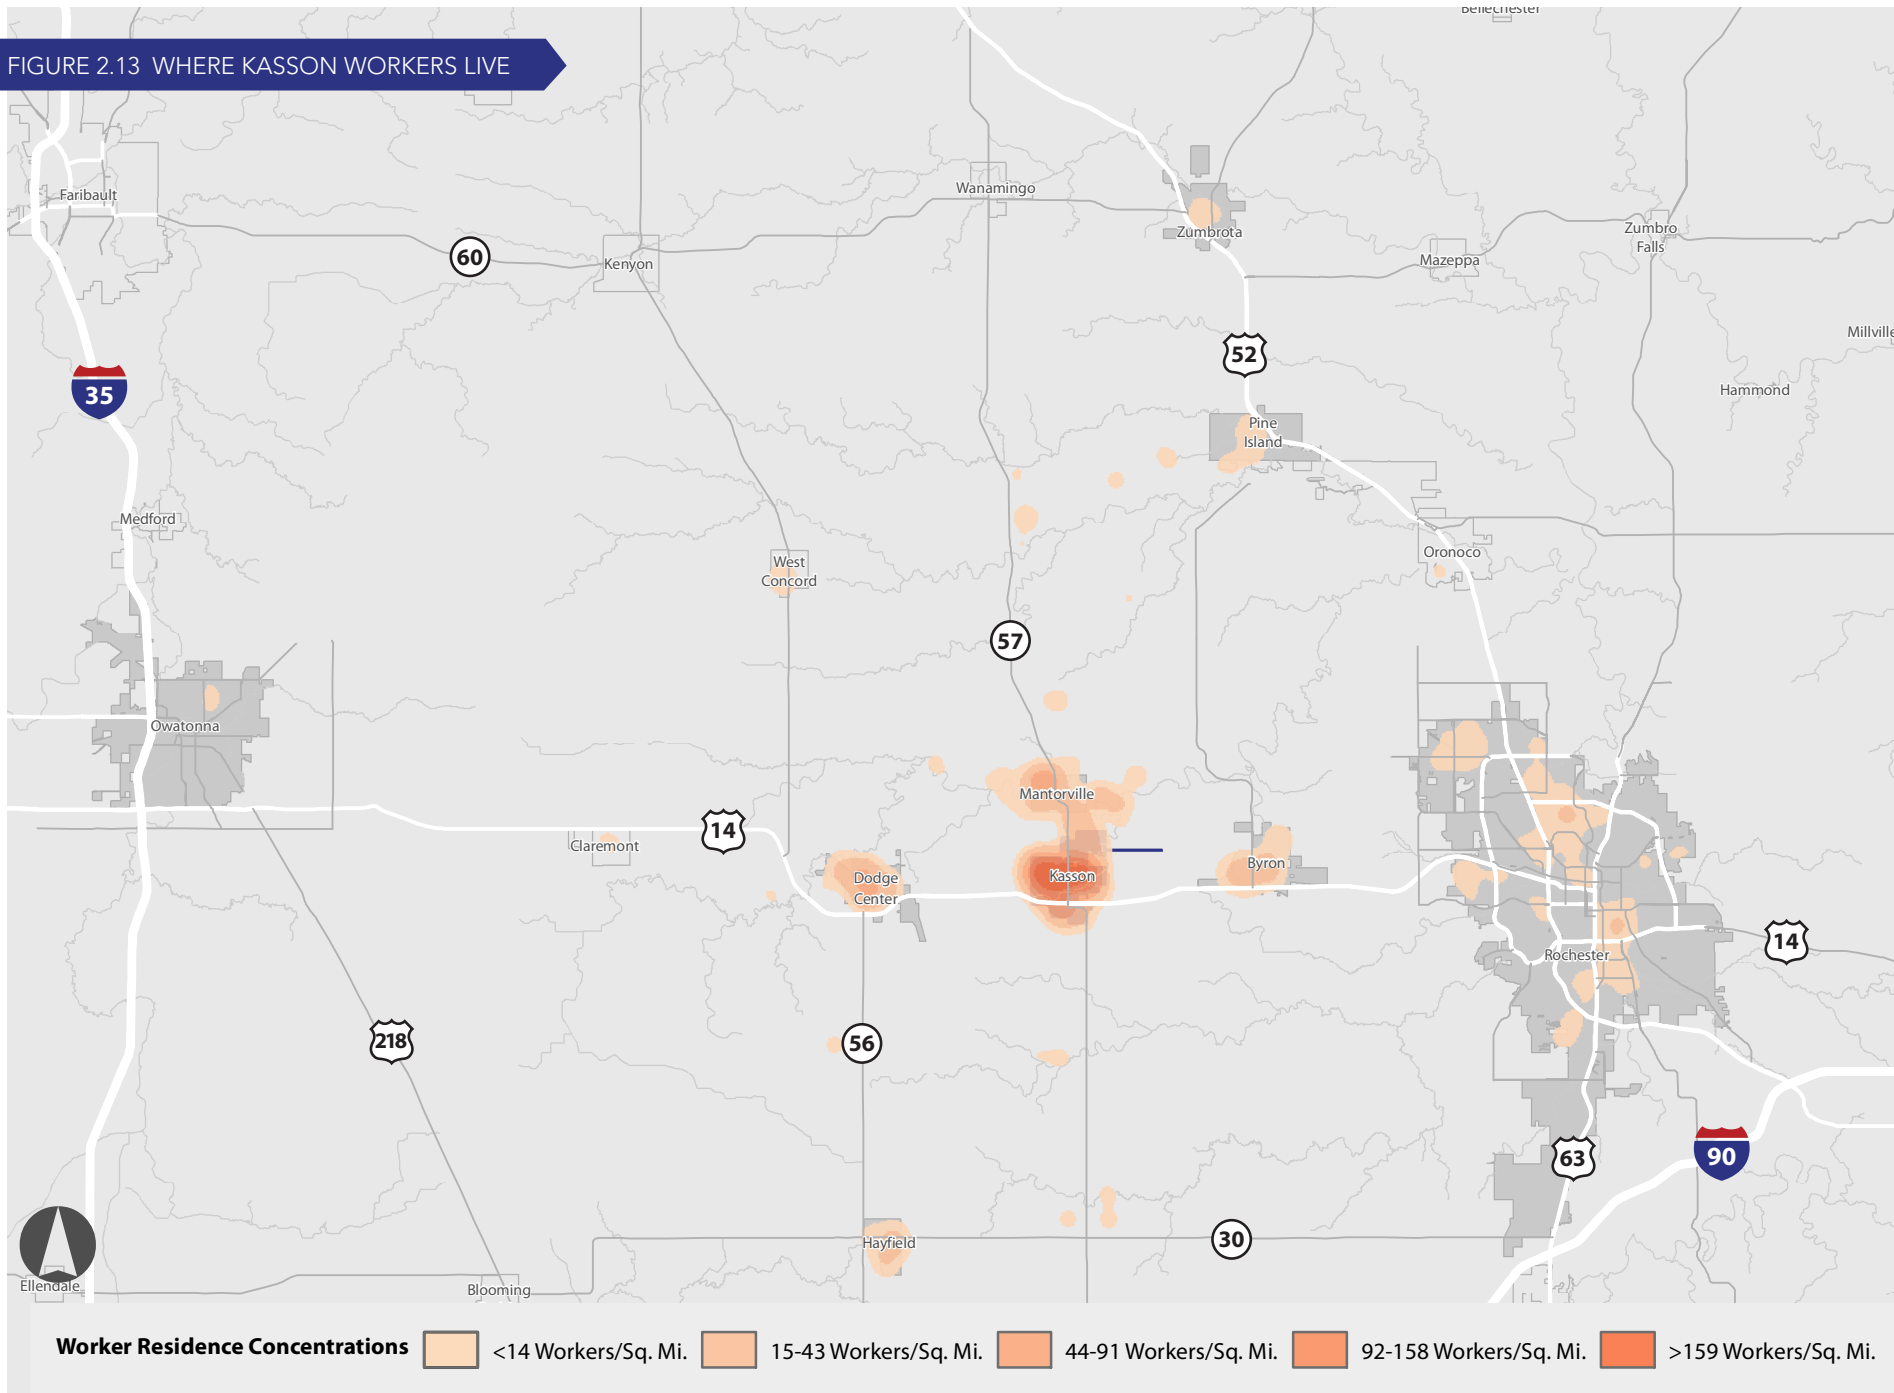 Bellechester
FIGURE 2.13 WHERE KASSON WORKERS LIVE
Faribault
Wanamingo
Zumbrota
Zumbro
Falls
60
Kenyon
Mazeppa
Millville
52
35
Hammond
Pine
Island
Medford
West
Concord
Oronoco
57
Owatonna
Mantorville
14
Claremont
Byron
Dodge
Center
Kasson
14
Rochester
218
56
63
90
Hayfield
30
Ellendale
Blooming
Worker Residence Concentrations
<14 Workers/Sq. Mi.
15-43 Workers/Sq. Mi.
44-91 Workers/Sq. Mi.
92-158 Workers/Sq. Mi.
>159 Workers/Sq. Mi.